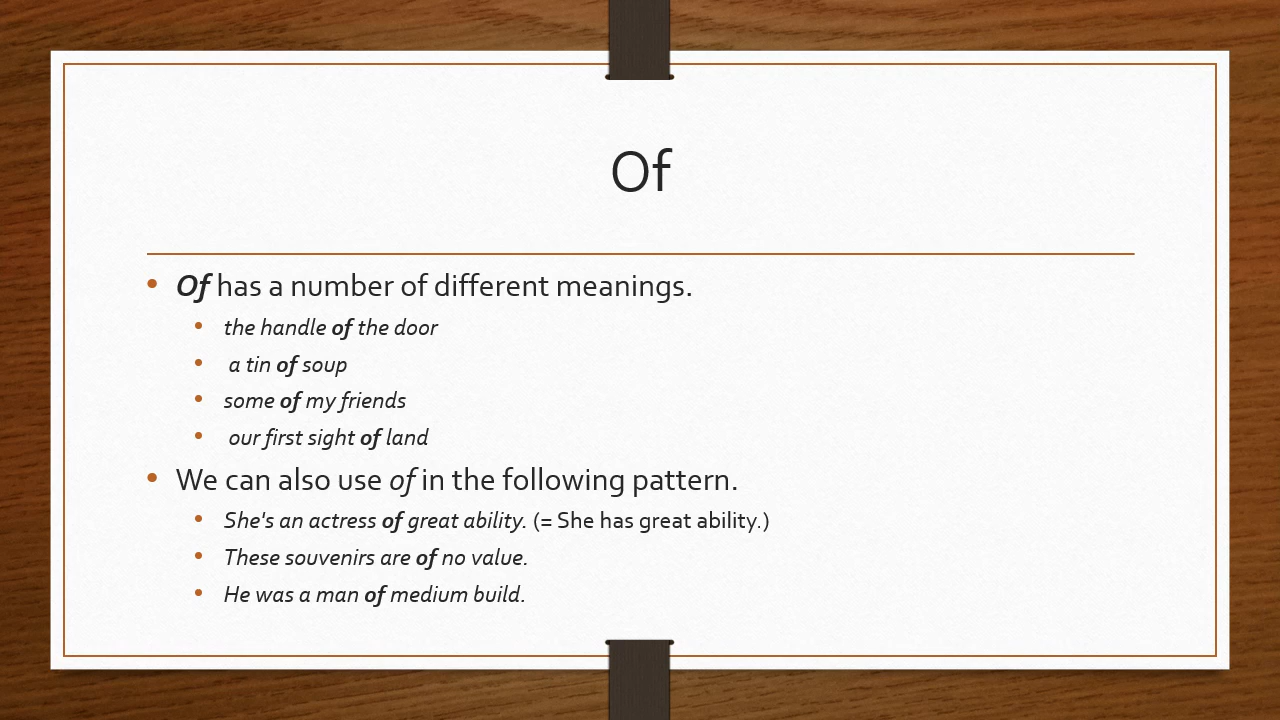 Of
• Of has a number of different meanings.
• the handle of the door
• a tin of soup
• some of my friends
• our first sight of land
• We can also use of in the following pattern.
• She's an actress of great ability. (= She has great ability.)
• These souvenirs are of no value.
• He was a man of medium build.